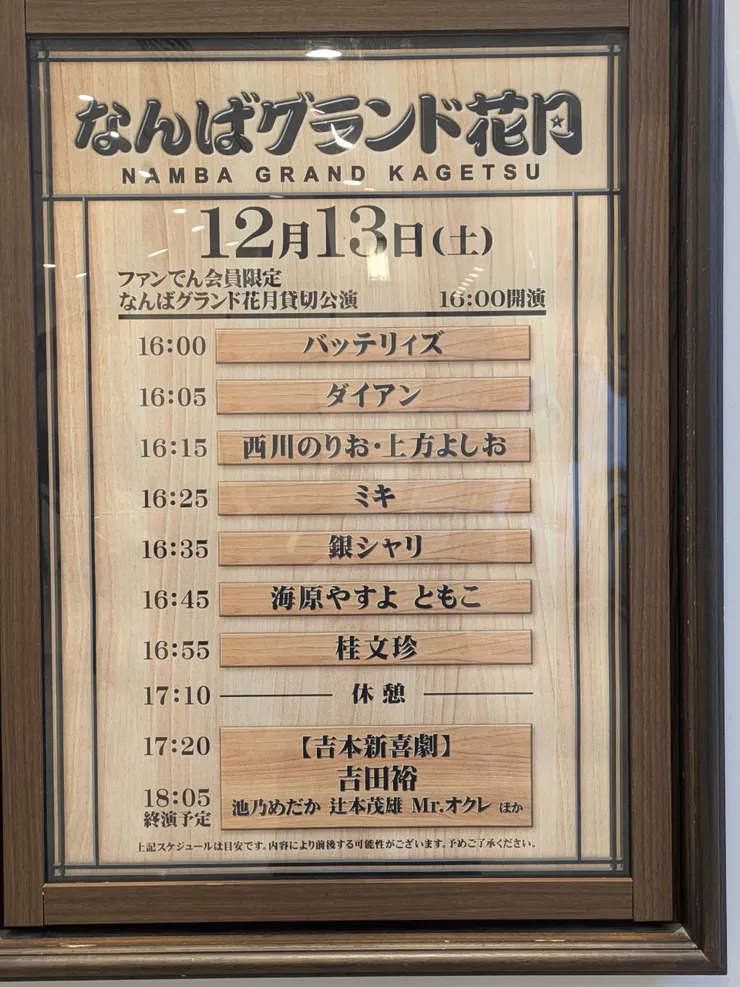 なんばグランド花月
NAMBA GRAND KAGETSU
12月13日(土)
ファンでん会員限定
なんばグランド花月貸切公演 16:00開演
16:00 バッテリィズ
16:05 ダイアン
16:15 西川のりお・上方よしお
16:25 ミキ
16:35 銀シャリ
16:45 海原やすよ ともこ
16:55 桂文珍
17:10 休憩
17:20 【吉本新喜劇】
吉田裕
18:05 池乃めだか 辻本茂雄 Mr.オクレ ほか
終演予定
上記スケジュールは目安です。内容により前後する可能性がございます。予めご了承ください。